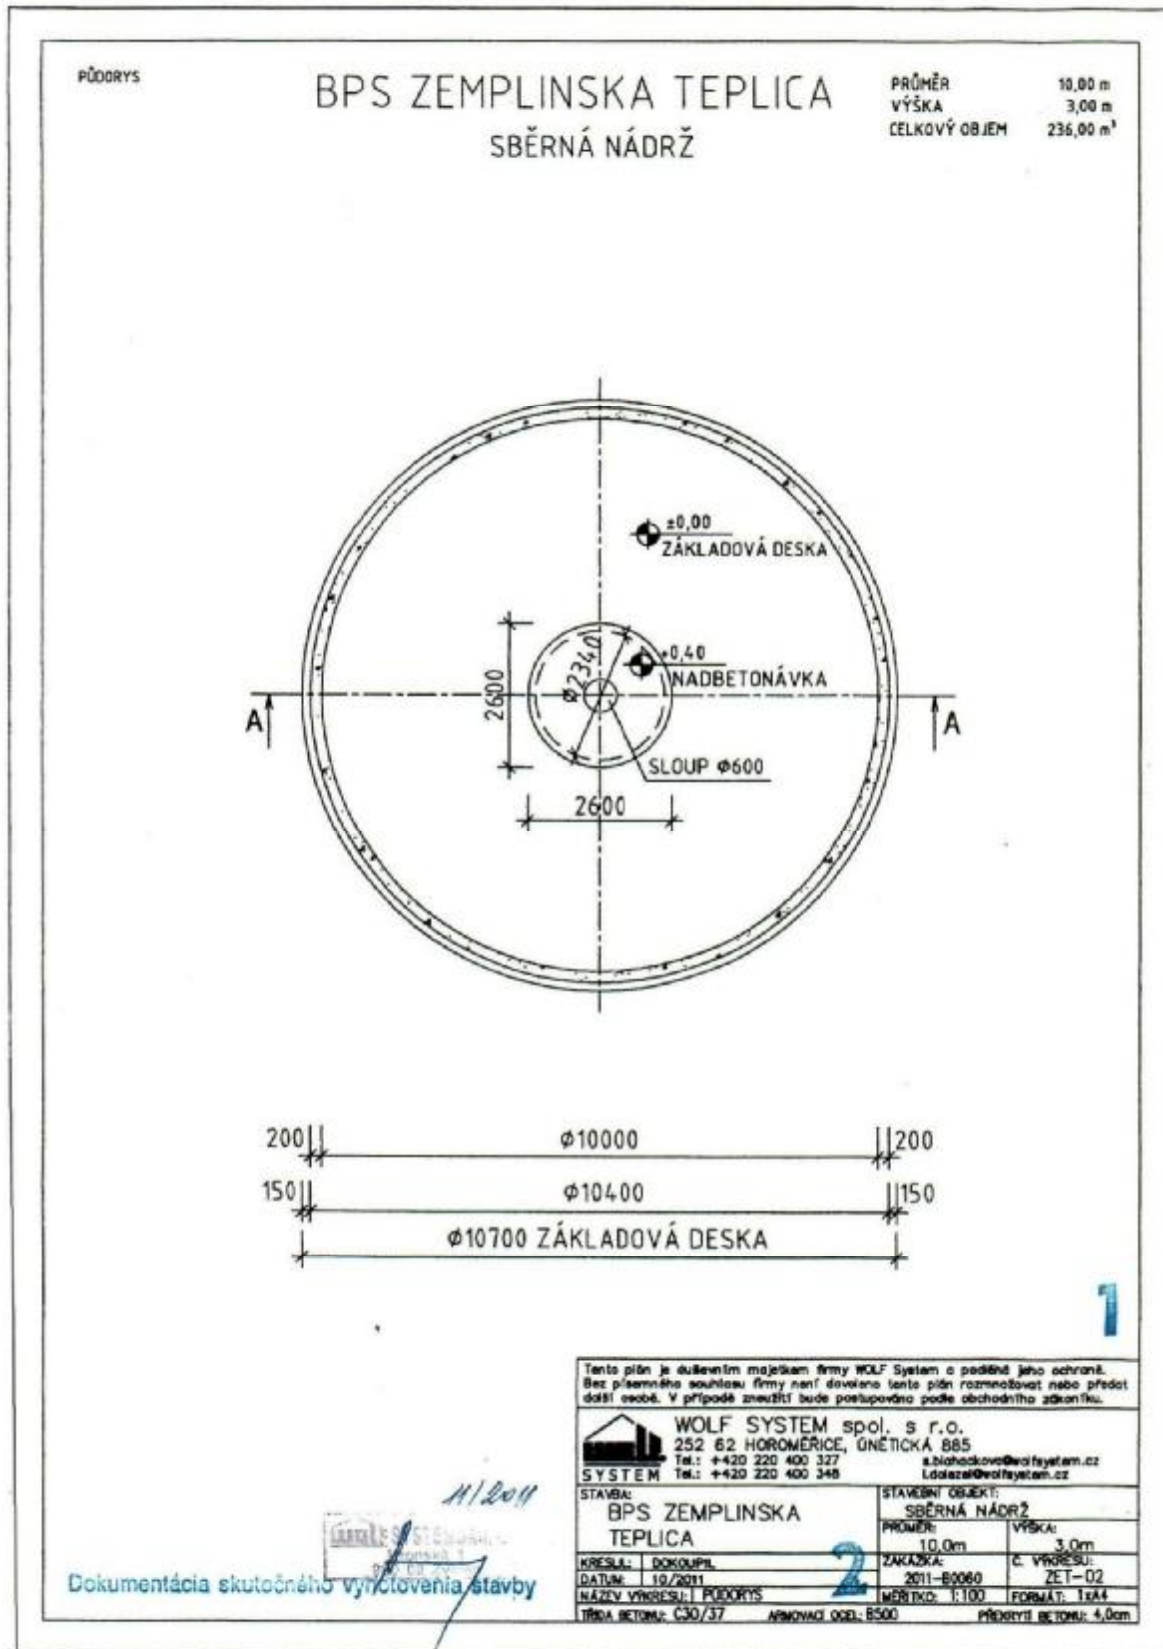 PŮDORYS
BPS ZEMPLINSKA TEPLICA
SBĚRNÁ NÁDRŽ
PRŮMĚR 10,00 m
VÝŠKA 3,00 m
CELKOVÝ OBJEM 236,00 m³
±0,00
ZÁKLADOVÁ DESKA
+0,40
NADBETONÁVKA
φ2340
2600
A
A
SLOUP φ600
2600
200 φ10000 200
150 φ10400 150
φ10700 ZÁKLADOVÁ DESKA
1
Tento plán je duševním majetkem firmy WOLF System a podléhá jeho ochraně.
Bez písemného souhlasu firmy není dovoleno tento plán rozmnožovat nebo předat
další osobě. V případě zneužití bude postupováno podle obchodního zákoníku.
WOLF SYSTEM spol. s r.o.
252 62 HOROMĚŘICE, ÚNĚTICKÁ 885
Tel.: +420 220 400 327
Tel.: +420 220 400 348
SYSTEM
STAVBA:
BPS ZEMPLINSKA
TEPLICA
STAVEBNÍ OBJEKT:
SBĚRNÁ NÁDRŽ
PRŮMĚR: VÝŠKA:
10,0m 3,0m
KRESLIL: DOKOUPIL
ZAKÁZKA: Č. VÝKRESU:
DATUM: 10/2011
2011-B0060 ZET-02
NÁZEV VÝKRESU: PŮDORYS
MĚŘÍTKO: 1:100 FORMÁT: 1xA4
TŘÍDA BETONU: C30/37 ARMOVACÍ OCEL: B500 PŘEKRYTÍ BETONU: 4,0cm
2
11/2011
Dokumentácia skutočného vyhotovenia stavby